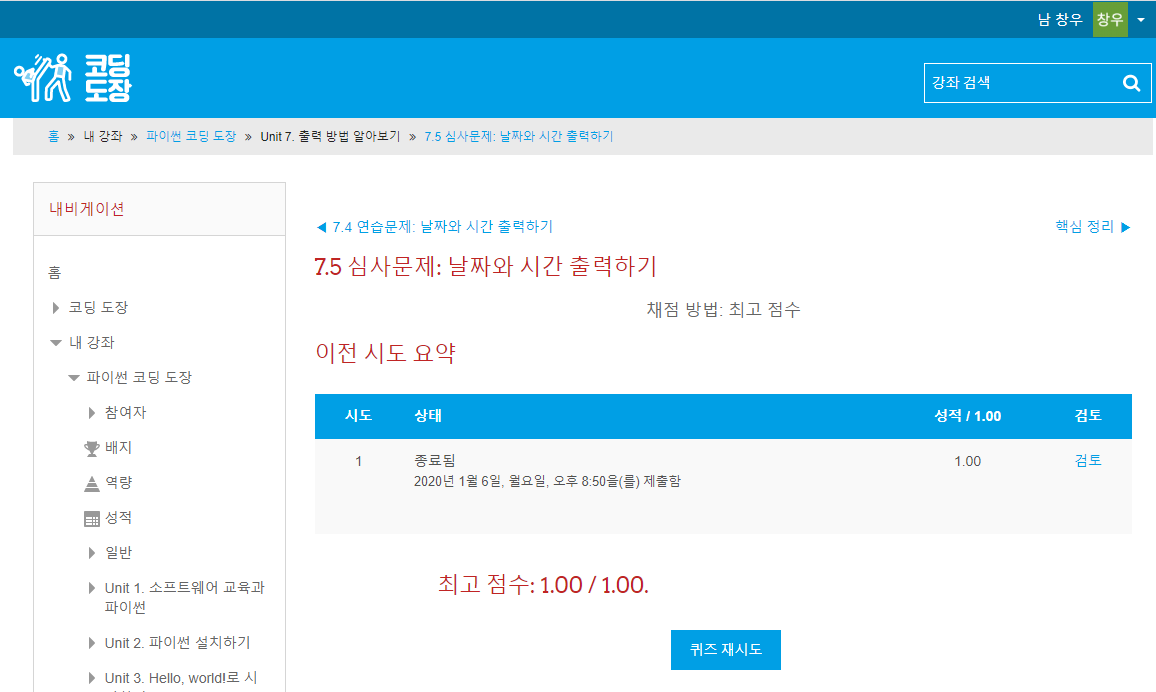 남 창우
창우
코딩
도장
강좌 검색
홈 » 내 강좌 » 파이썬 코딩 도장 » Unit 7. 출력 방법 알아보기 » 7.5 심사문제: 날짜와 시간 출력하기
내비게이션
홈
코딩 도장
내 강좌
파이썬 코딩 도장
참여자
배지
역량
성적
일반
Unit 1. 소프트웨어 교육과
파이썬
Unit 2. 파이썬 설치하기
Unit 3. Hello, world!로 시
◀ 7.4 연습문제: 날짜와 시간 출력하기
핵심 정리 ▶
7.5 심사문제: 날짜와 시간 출력하기
채점 방법: 최고 점수
이전 시도 요약
시도 상태 성적 / 1.00 검토
1 종료됨 1.00 검토
2020년 1월 6일, 월요일, 오후 8:50을(를) 제출함
최고 점수: 1.00 / 1.00.
퀴즈 재시도